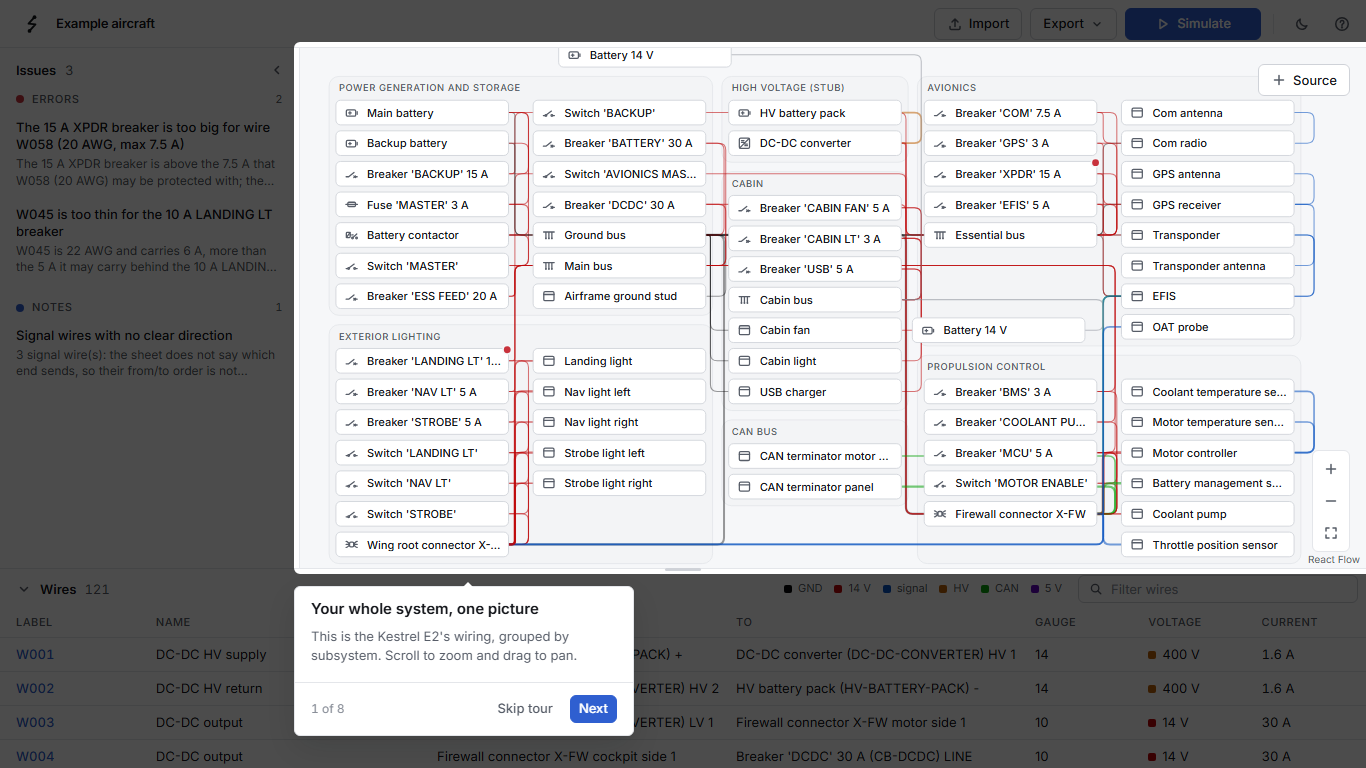 Example aircraft
Import
Export
Simulate
Issues 3
ERRORS 2
The 15 A XPDR breaker is too big for wire
W058 (20 AWG, max 7.5 A)
The 15 A XPDR breaker is above the 7.5 A that
W058 (20 AWG) may be protected with; the...
W045 is too thin for the 10 A LANDING LT
breaker
W045 is 22 AWG and carries 6 A, more than
the 5 A it may carry behind the 10 A LANDIN...
NOTES 1
Signal wires with no clear direction
3 signal wire(s): the sheet does not say which
end sends, so their from/to order is not...
Battery 14 V
Source
POWER GENERATION AND STORAGE
Main battery
Backup battery
Breaker 'BACKUP' 15 A
Fuse 'MASTER' 3 A
Battery contactor
Switch 'MASTER'
Breaker 'ESS FEED' 20 A
Switch 'BACKUP'
Breaker 'BATTERY' 30 A
Switch 'AVIONICS MAS...
Breaker 'DCDC' 30 A
Ground bus
Main bus
Airframe ground stud
EXTERIOR LIGHTING
Breaker 'LANDING LT' 1...
Breaker 'NAV LT' 5 A
Breaker 'STROBE' 5 A
Switch 'LANDING LT'
Switch 'NAV LT'
Switch 'STROBE'
Wing root connector X-...
Landing light
Nav light left
Nav light right
Strobe light left
Strobe light right
HIGH VOLTAGE (STUB)
HV battery pack
DC-DC converter
CABIN
Breaker 'CABIN FAN' 5 A
Breaker 'CABIN LT' 3 A
Breaker 'USB' 5 A
Cabin bus
Cabin fan
Cabin light
USB charger
CAN BUS
CAN terminator motor ...
CAN terminator panel
AVIONICS
Breaker 'COM' 7.5 A
Breaker 'GPS' 3 A
Breaker 'XPDR' 15 A
Breaker 'EFIS' 5 A
Essential bus
Com antenna
Com radio
GPS antenna
GPS receiver
Transponder
Transponder antenna
EFIS
OAT probe
Battery 14 V
PROPULSION CONTROL
Breaker 'BMS' 3 A
Breaker 'COOLANT PU...
Breaker 'MCU' 5 A
Switch 'MOTOR ENABLE'
Firewall connector X-FW
Coolant temperature se...
Motor temperature sen...
Motor controller
Battery management s...
Coolant pump
Throttle position sensor
React Flow
Wires 121
GND 14 V signal HV CAN 5 V
Filter wires
LABEL NAME TO GAUGE VOLTAGE CURRENT
W001 DC-DC HV supply PACK) + DC-DC converter (DC-DC-CONVERTER) HV 1 14 400 V 1.6 A
W002 DC-DC HV return VERTER) HV 2 HV battery pack (HV-BATTERY-PACK) - 14 400 V 1.6 A
W003 DC-DC output VERTER) LV 1 Firewall connector X-FW motor side 1 10 14 V 30 A
W004 DC-DC output Firewall connector X-FW cockpit side 1 Breaker 'DCDC' 30 A (CB-DCDC) LINE 10 14 V 30 A
Your whole system, one picture
This is the Kestrel E2's wiring, grouped by
subsystem. Scroll to zoom and drag to pan.
1 of 8
Skip tour
Next